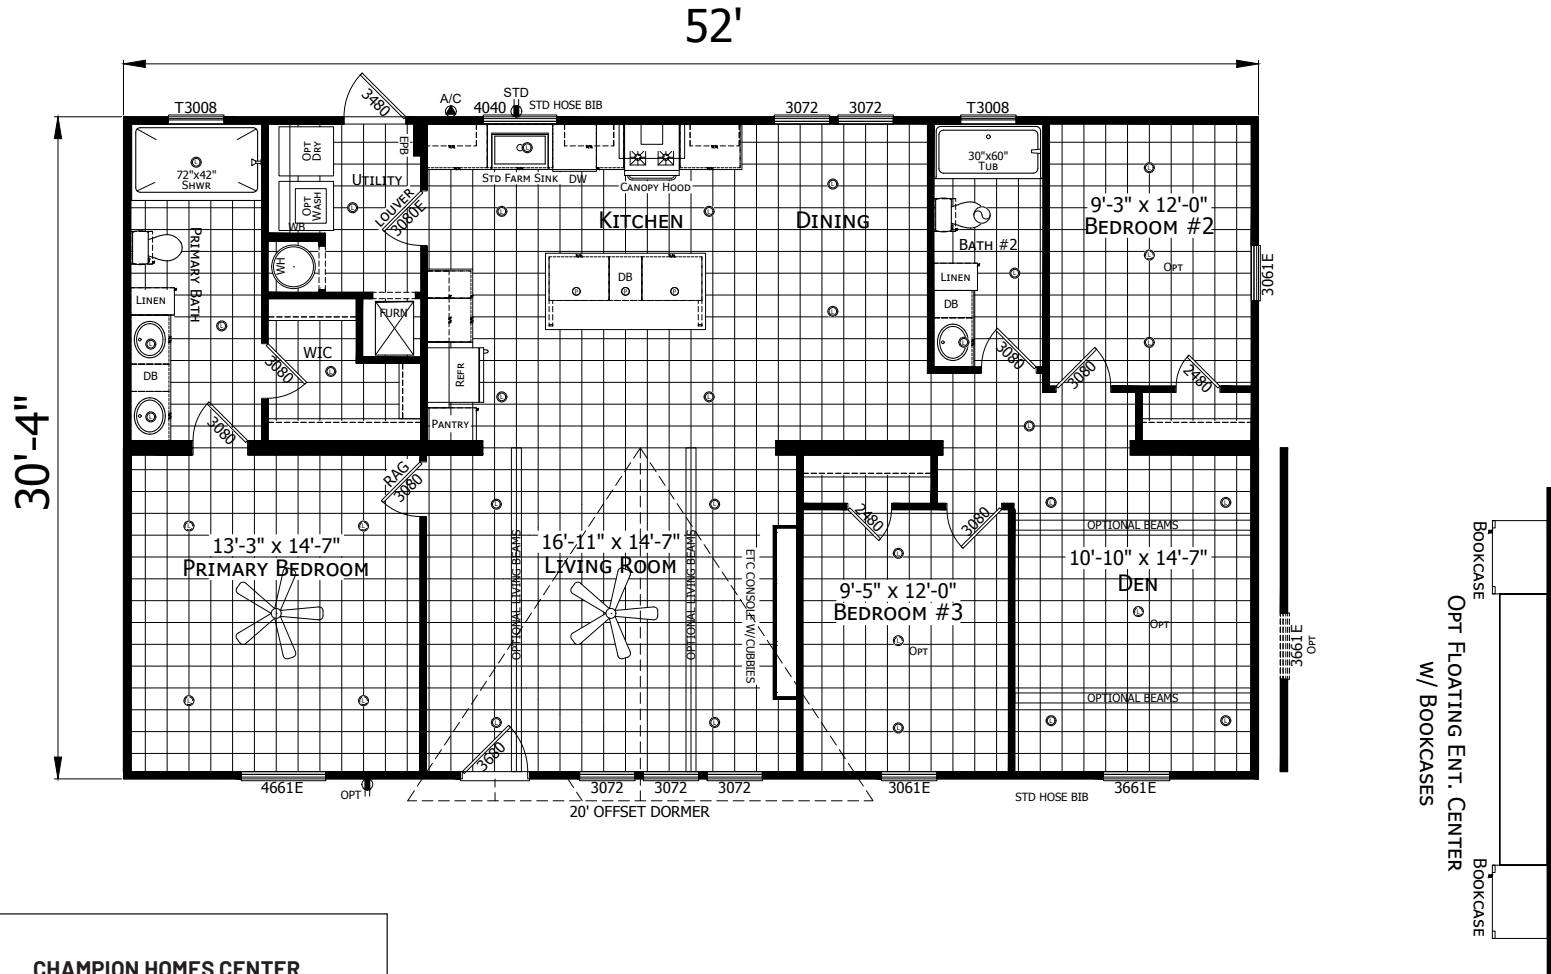 52'
30'-4"
T3008
3480
A/C
4040
STD
STD HOSE BIB
3072
3072
T3008
72"x42"
SHWR
OPT
DRY
EPB
UTILITY
OPT
WASH
WB
LOUVER
3080E
STD FARM SINK
DW
CANOPY HOOD
30"x60"
TUB
KITCHEN
DINING
BATH #2
9'-3" x 12'-0"
BEDROOM #2
OPT
3061E
PRIMARY BATH
WH
LINEN
DB
LINEN
DB
FURN
WIC
3080
DB
REFR
PANTRY
3080
3080
3080
2480
RAG
3080
13'-3" x 14'-7"
PRIMARY BEDROOM
OPTIONAL LIVING BEAMS
16'-11" x 14'-7"
LIVING ROOM
OPTIONAL LIVING BEAMS
ETC CONSOLE W/CUBBIES
2480
3080
9'-5" x 12'-0"
BEDROOM #3
OPT
OPTIONAL BEAMS
10'-10" x 14'-7"
DEN
OPT
OPTIONAL BEAMS
3661E
OPT
3680
4661E
OPT
3072
3072
3072
20' OFFSET DORMER
3061E
STD HOSE BIB
3661E
BOOKCASE
OPT FLOATING ENT. CENTER
W/ BOOKCASES
BOOKCASE
CHAMPION HOMES CENTER